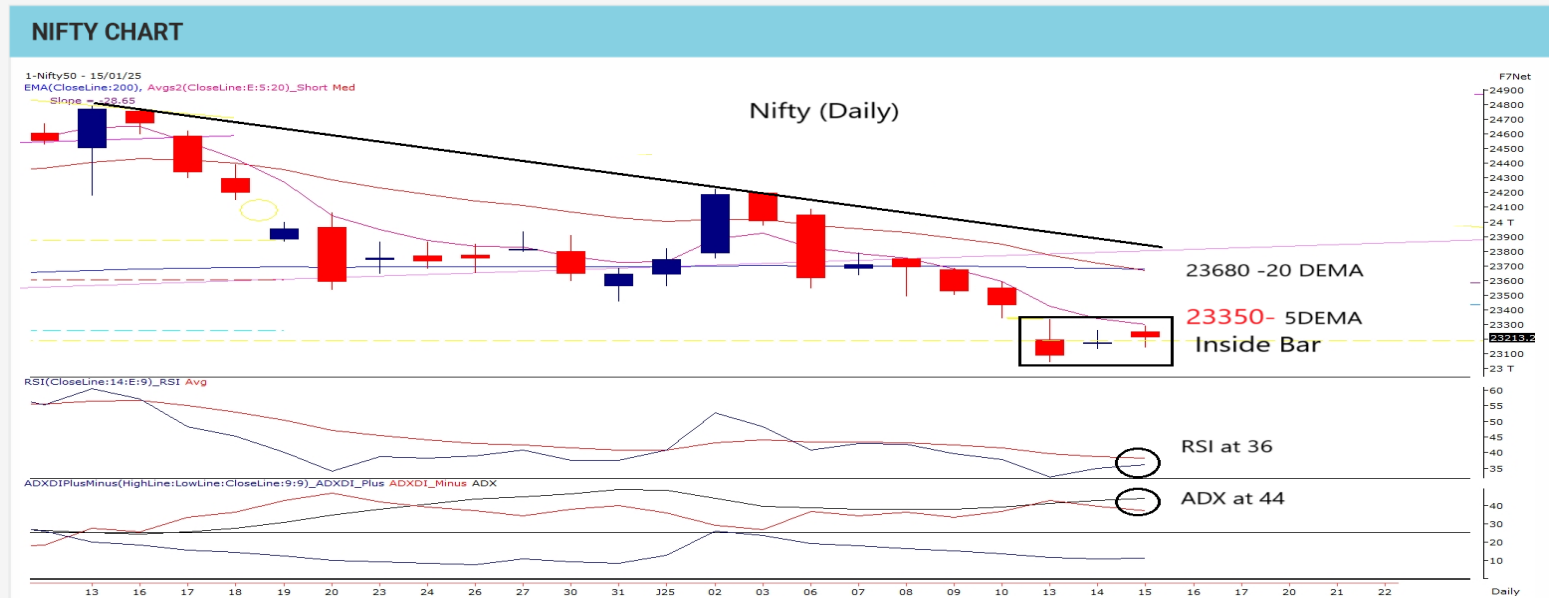 NIFTY CHART
1-Nifty50 - 15/01/25
F7Net
EMA(CloseLine:200), Avgs2(CloseLine:E:5:20)_Short Med
Slope = -28.65
Nifty (Daily)
24900
24800
24700
24600
24500
24400
24300
24200
24100
24 T
23900
23800
23700
23600
23500
23400
23300
23213.2
23100
23 T
23680 -20 DEMA
23350- 5DEMA
Inside Bar
RSI(CloseLine:14:E:9)_RSI Avg
60
55
50
45
40
35
RSI at 36
ADXDIPlusMinus(HighLine:LowLine:CloseLine:9:9)_ADXDI_Plus ADXDI_Minus ADX
40
30
20
10
ADX at 44
13 16 17 18 19 20 23 24 26 27 30 31 J25 02 03 06 07 08 09 10 13 14 15 16 17 20 21 22 Daily